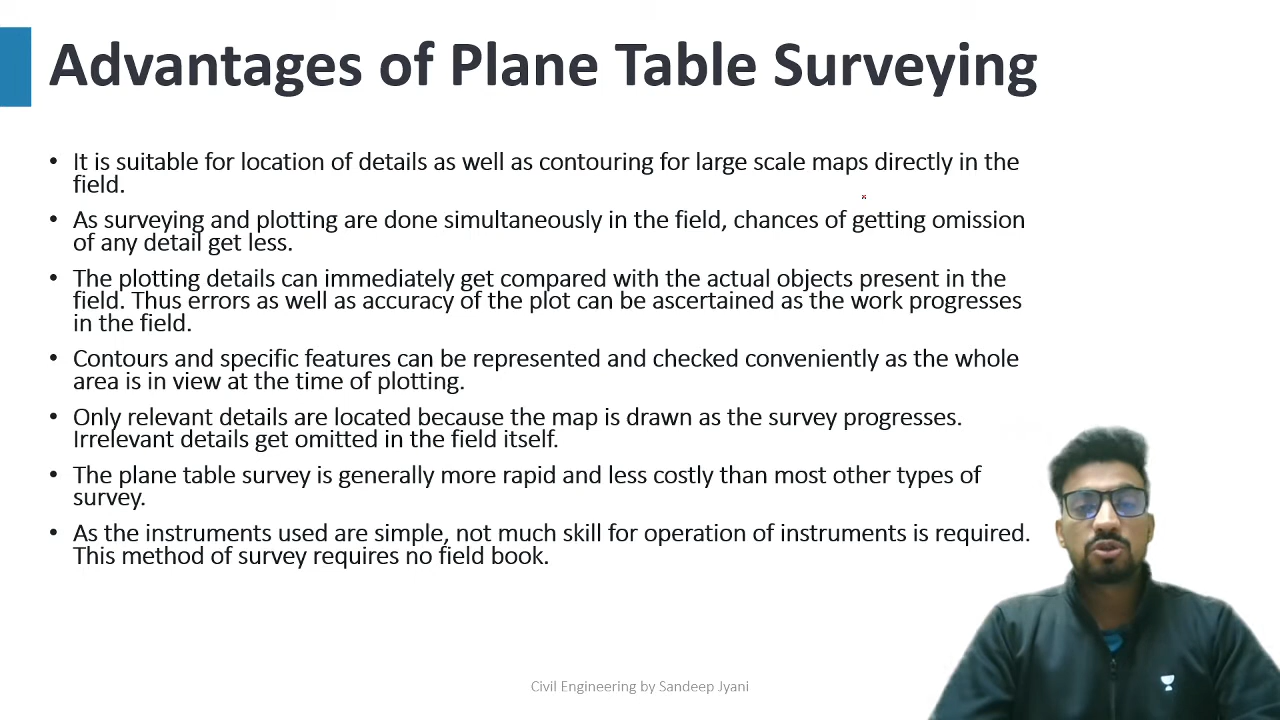 Advantages of Plane Table Surveying
• It is suitable for location of details as well as contouring for large scale maps directly in the
field.
• As surveying and plotting are done simultaneously in the field, chances of getting omission
of any detail get less.
• The plotting details can immediately get compared with the actual objects present in the
field. Thus errors as well as accuracy of the plot can be ascertained as the work progresses
in the field.
• Contours and specific features can be represented and checked conveniently as the whole
area is in view at the time of plotting.
• Only relevant details are located because the map is drawn as the survey progresses.
Irrelevant details get omitted in the field itself.
• The plane table survey is generally more rapid and less costly than most other types of
survey.
• As the instruments used are simple, not much skill for operation of instruments is required.
This method of survey requires no field book.
Civil Engineering by Sandeep Jyani